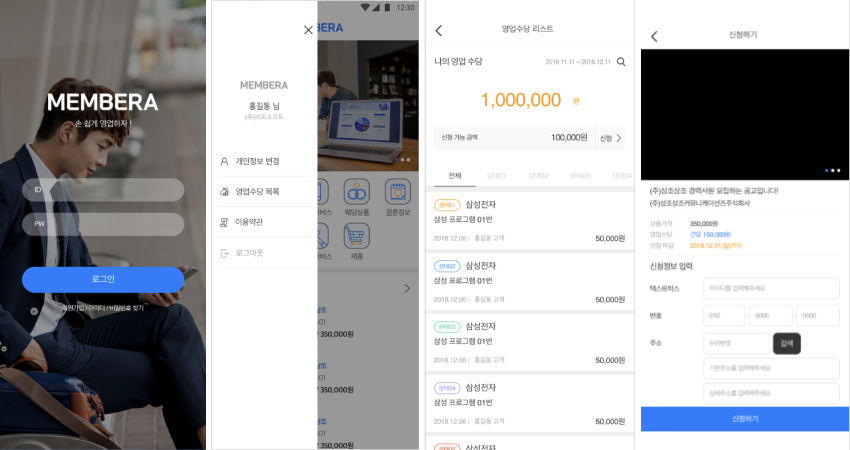 MEMBERA
손 쉽게 영업하자 !
ID
PW
로그인
회원가입 / 아이디 / 비밀번호 찾기
12:30
BERA
MEMBERA
홍길동 님
(주)비피소프트
개인정보 변경
영업수당 목록
이용약관
로그아웃
비스
웨딩상품
결혼정보
비스
제품
조
01
350,000원
조
01
350,000원
조
01
350,000원
영업수당 리스트
나의 영업 수당
2018.11.11 ~ 2018.12.11
1,000,000 원
신청 가능 금액
100,000원
신청
전체
상태01
상태02
상태03
상태04
상태01 삼성전자
삼성 프로그램 01번
2018.12.06 | 홍길동 고객
50,000원
상태02 삼성전자
삼성 프로그램 01번
2018.12.06 | 홍길동 고객
50,000원
상태03 삼성전자
삼성 프로그램 01번
2018.12.06 | 홍길동 고객
50,000원
상태04 삼성전자
삼성 프로그램 01번
2018.12.06 | 홍길동 고객
50,000원
상태05 삼성전자
신청하기
(주)상조상조 경력사원 모집하는 공고입니다!
(주)상조상조커뮤니케이션즈주식회사
상품가격 350,000원
영업수당 건당 150,000원
신청 마감 2018.12.31(월)까지
신청정보 입력
텍스트박스
아이디를 입력해주세요
번호
010 - 0000 - 0000
주소
우편번호
검색
기본주소를 입력해주세요
상세주소를 입력해주세요
신청하기